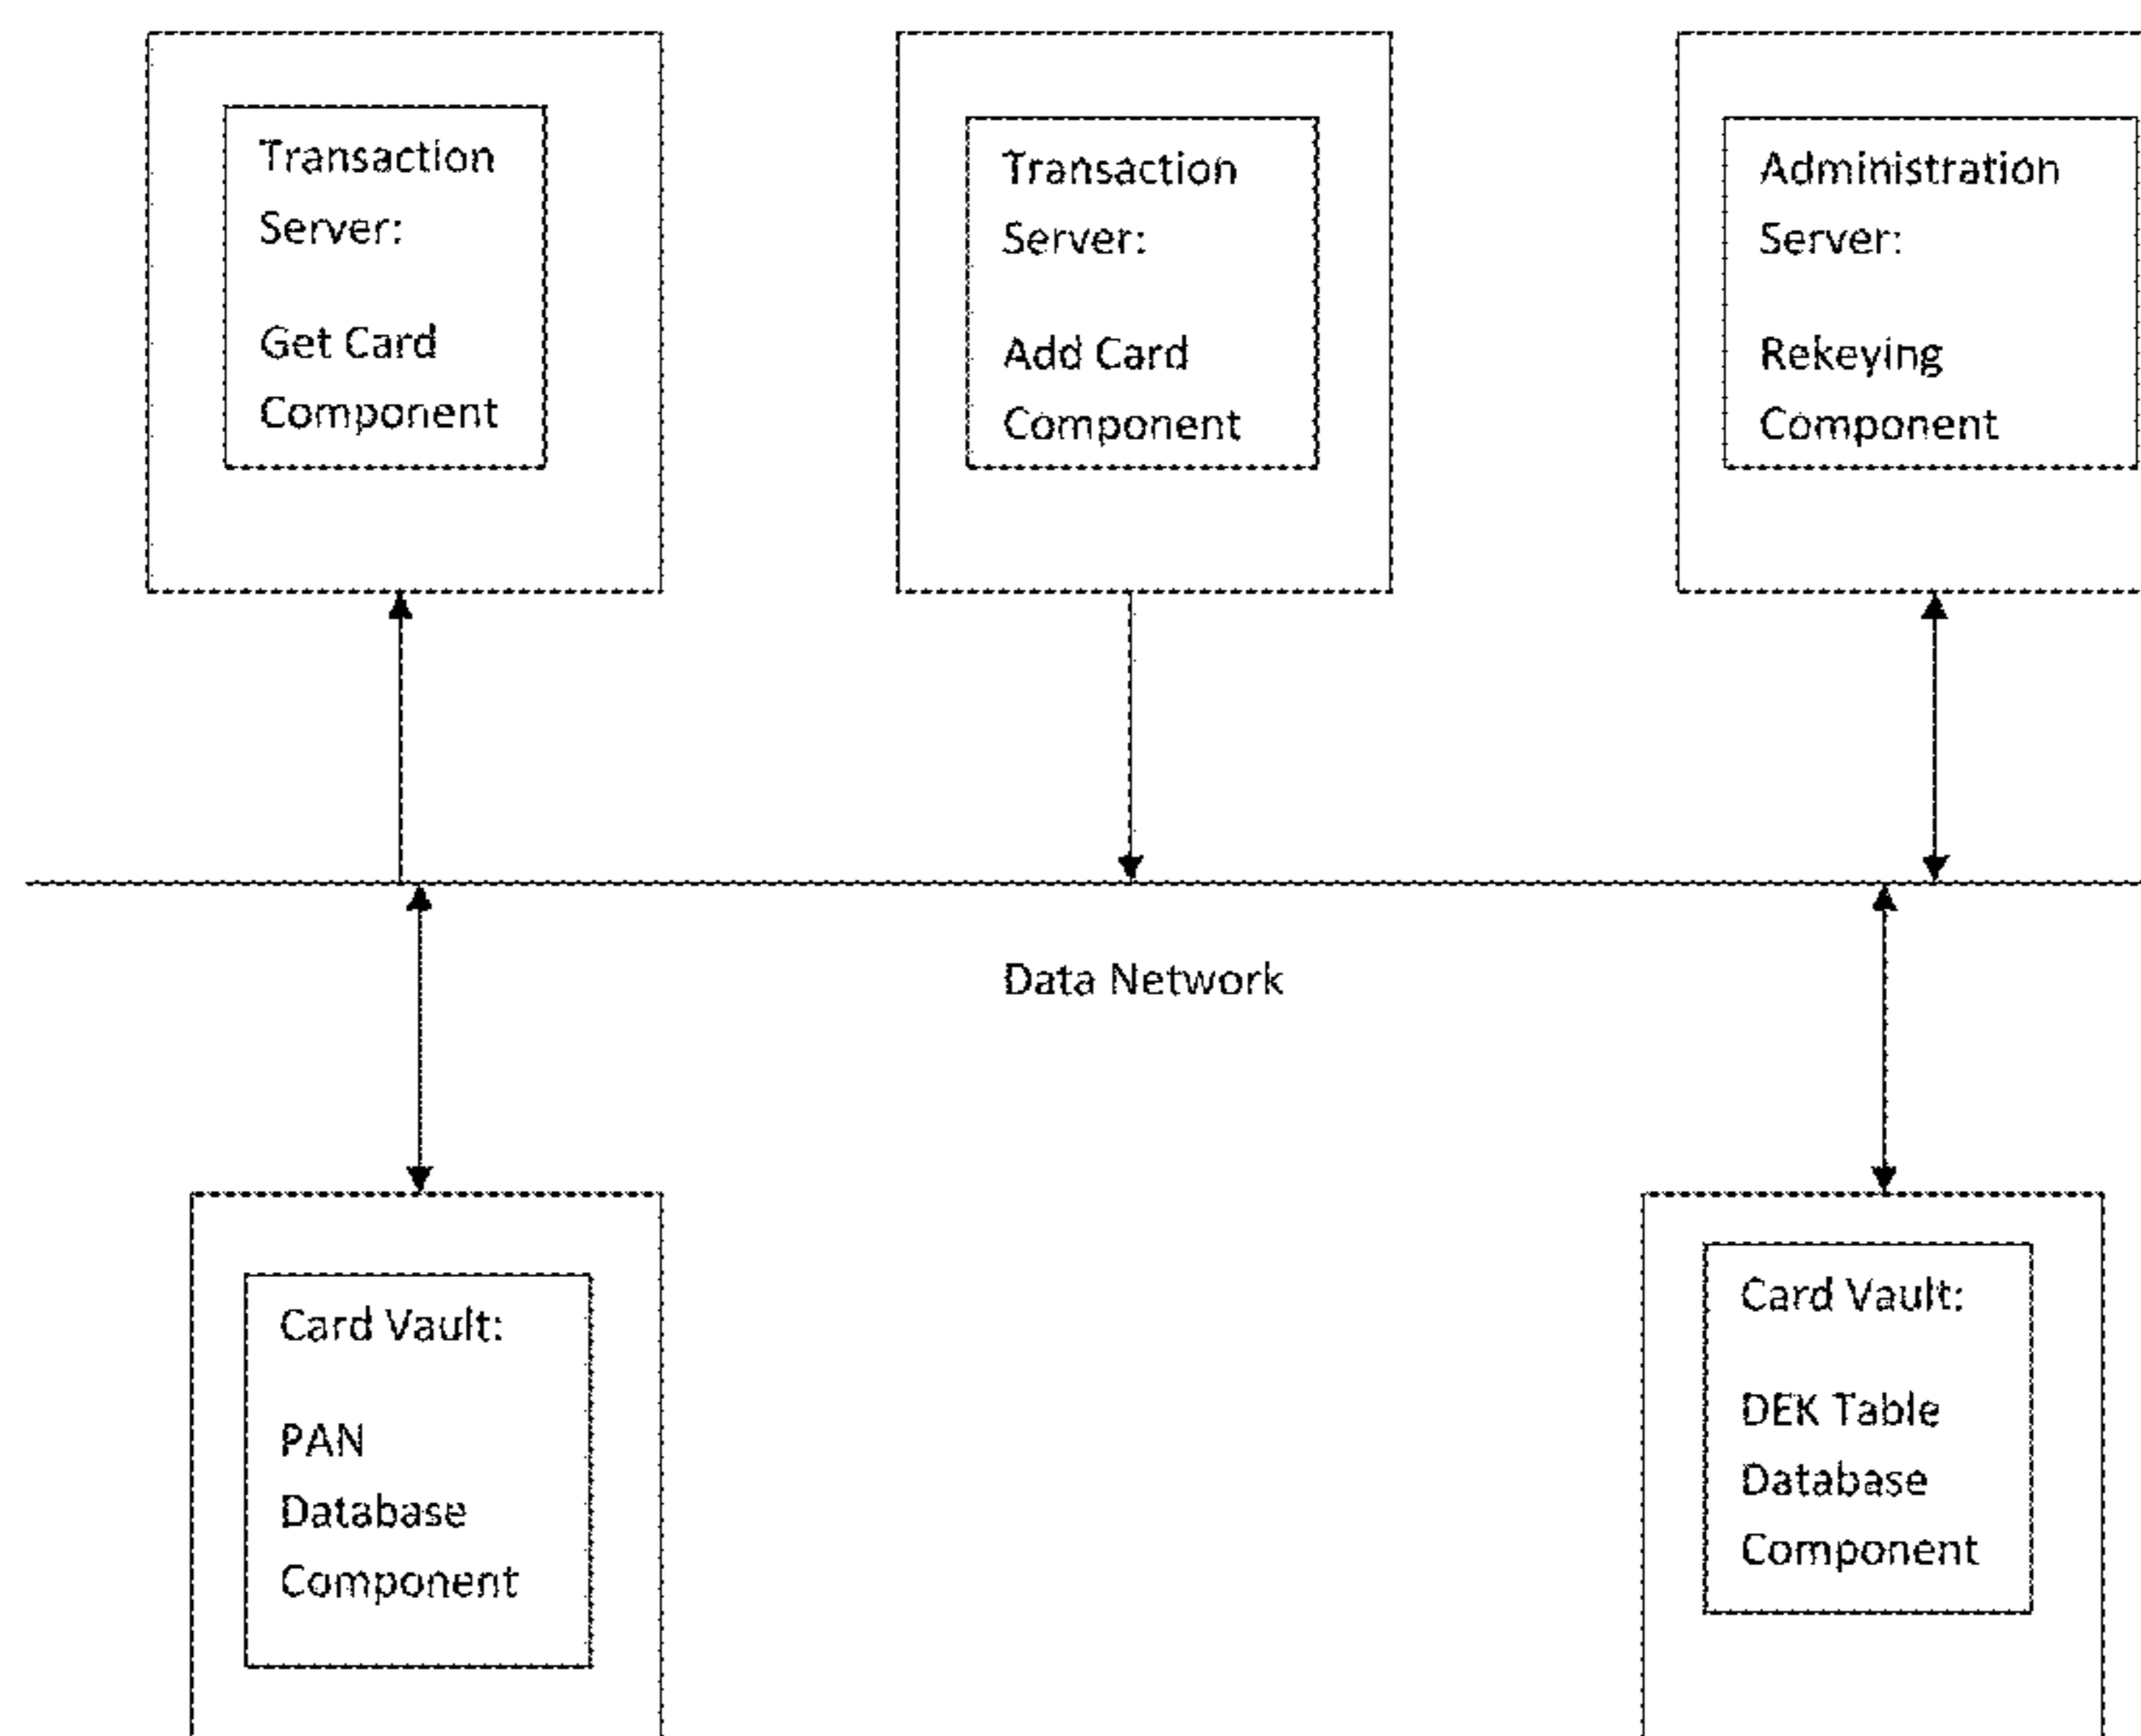 Transaction
Server:
Get Card
Component
Transaction
Server:
Add Card
Component
Administration
Server:
Rekeying
Component
Data Network
Card Vault:
PAN
Database
Component
Card Vault:
DEK Table
Database
Component